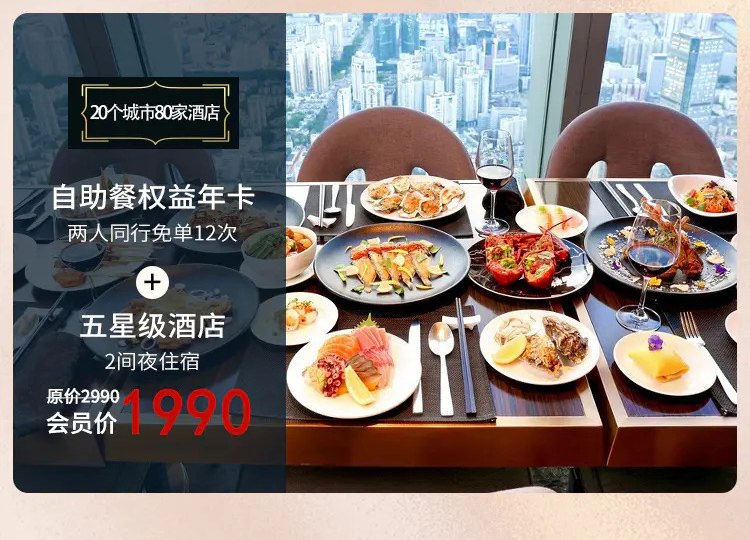 20个城市80家酒店
自助餐权益年卡
两人同行免单12次
+
五星级酒店
2间夜住宿
原价2990
会员价1990